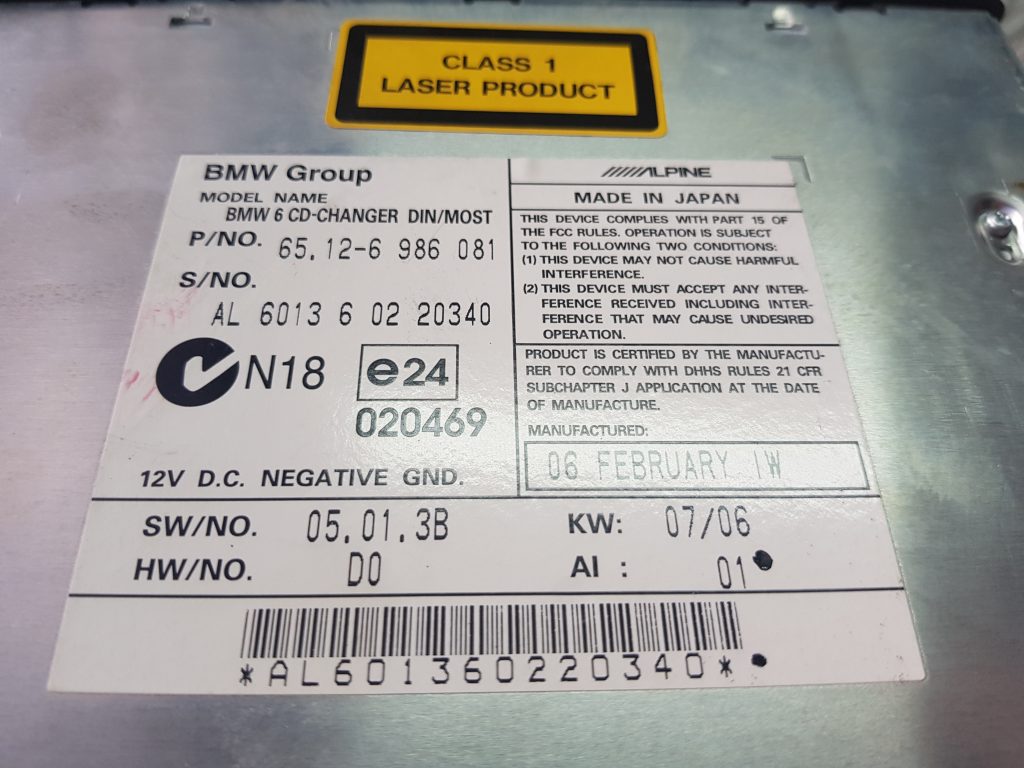 CLASS 1
LASER PRODUCT
BMW Group
MODEL NAME
BMW 6 CD-CHANGER DIN/MOST
P/NO. 65.12-6 986 081
S/NO.
AL 6013 6 02 20340
N18 e24
020469
12V D.C. NEGATIVE GND.
ALPINE
MADE IN JAPAN
THIS DEVICE COMPLIES WITH PART 15 OF
THE FCC RULES. OPERATION IS SUBJECT
TO THE FOLLOWING TWO CONDITIONS:
(1) THIS DEVICE MAY NOT CAUSE HARMFUL
INTERFERENCE.
(2) THIS DEVICE MUST ACCEPT ANY INTER-
FERENCE RECEIVED INCLUDING INTER-
FERENCE THAT MAY CAUSE UNDESIRED
OPERATION.
PRODUCT IS CERTIFIED BY THE MANUFACTU-
RER TO COMPLY WITH DHHS RULES 21 CFR
SUBCHAPTER J APPLICATION AT THE DATE
OF MANUFACTURE.
MANUFACTURED:
06 FEBRUARY 1W
SW/NO. 05.01.3B KW: 07/06
HW/NO. D0 AI : 01
*AL601360220340*